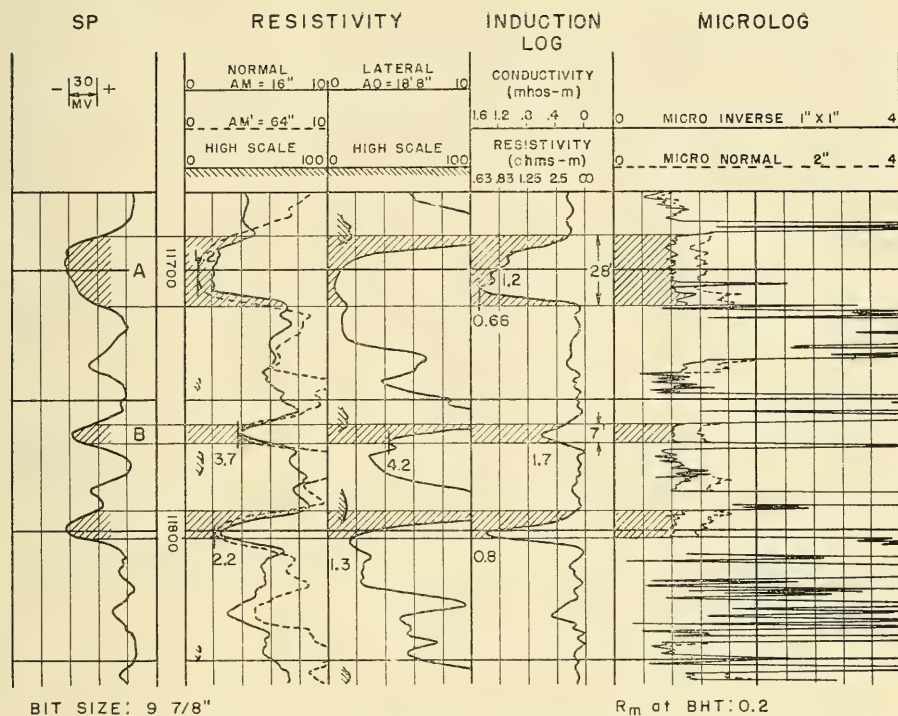 SP
RESISTIVITY
INDUCTION LOG
MICROLOG
- 30 +
MV
NORMAL
0 AM = 16" 10
0 AM' = 64" 10
HIGH SCALE
0 100
LATERAL
0 AO = 18'8" 10
HIGH SCALE
0 100
CONDUCTIVITY
(mhos-m)
1.6 1.2 .8 .4 0
RESISTIVITY
(ohms-m)
.63 .83 1.25 2.5 ∞
0 MICRO INVERSE 1" X 1" 4
0 MICRO NORMAL 2" 4
A
11700
1.2
1.2
28'
0.66
B
3.7
4.2
1.7
7'
11800
2.2
1.3
0.8
BIT SIZE: 9 7/8"
Rm at BHT: 0.2